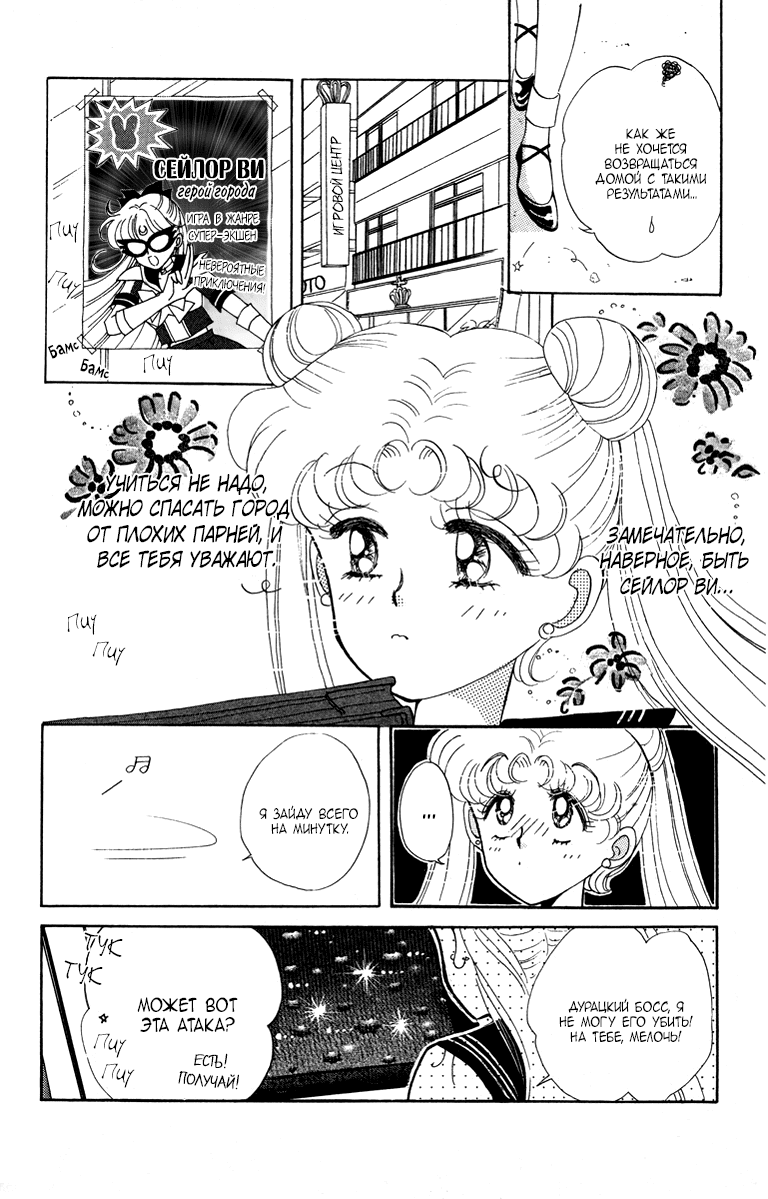 КАК ЖЕ
НЕ ХОЧЕТСЯ
ВОЗВРАЩАТЬСЯ
ДОМОЙ С ТАКИМИ
РЕЗУЛЬТАТАМИ...
ИГРОВОЙ ЦЕНТР
СЕЙЛОР ВИ
герой города
ИГРА В ЖАНРЕ
СУПЕР-ЭКШЕН
НЕВЕРОЯТНЫЕ
ПРИКЛЮЧЕНИЯ!
ПИУ
ПИУ
БАМС
БАМС
ПИУ
ЗАМЕЧАТЕЛЬНО,
НАВЕРНОЕ, БЫТЬ
СЕЙЛОР ВИ...
УЧИТЬСЯ НЕ НАДО,
МОЖНО СПАСАТЬ ГОРОД
ОТ ПЛОХИХ ПАРНЕЙ, И
ВСЕ ТЕБЯ УВАЖАЮТ.
ПИУ
ПИУ
...
Я ЗАЙДУ ВСЕГО
НА МИНУТКУ.
ДУРАЦКИЙ БОСС, Я
НЕ МОГУ ЕГО УБИТЬ!
НА ТЕБЕ, МЕЛОЧЬ!
ТУК
ТУК
МОЖЕТ ВОТ
ЭТА АТАКА?
ПИУ
ПИУ
ЕСТЬ!
ПОЛУЧАЙ!